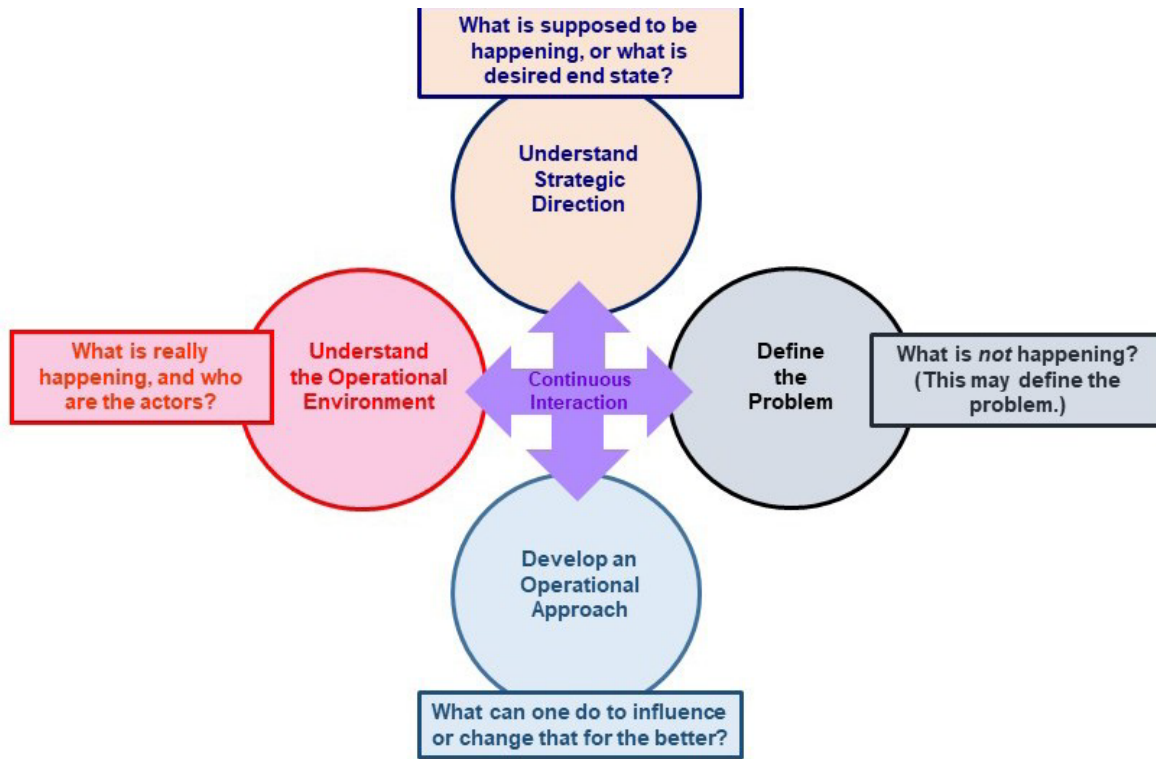 What is supposed to be
happening, or what is
desired end state?
Understand
Strategic
Direction
What is really
happening, and who
are the actors?
Understand
the Operational
Environment
Continuous
Interaction
Define
the
Problem
What is not happening?
(This may define the
problem.)
Develop an
Operational
Approach
What can one do to influence
or change that for the better?